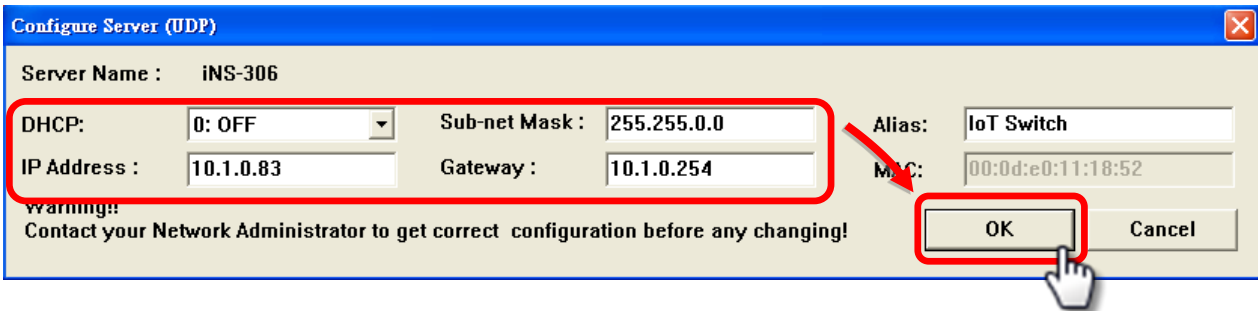 Configure Server (UDP)
Server Name : iNS-306
DHCP: 0: OFF Sub-net Mask : 255.255.0.0 Alias: IoT Switch
IP Address : 10.1.0.83 Gateway : 10.1.0.254 MAC: 00:0d:e0:11:18:52
Warning!!
Contact your Network Administrator to get correct configuration before any changing!
OK Cancel